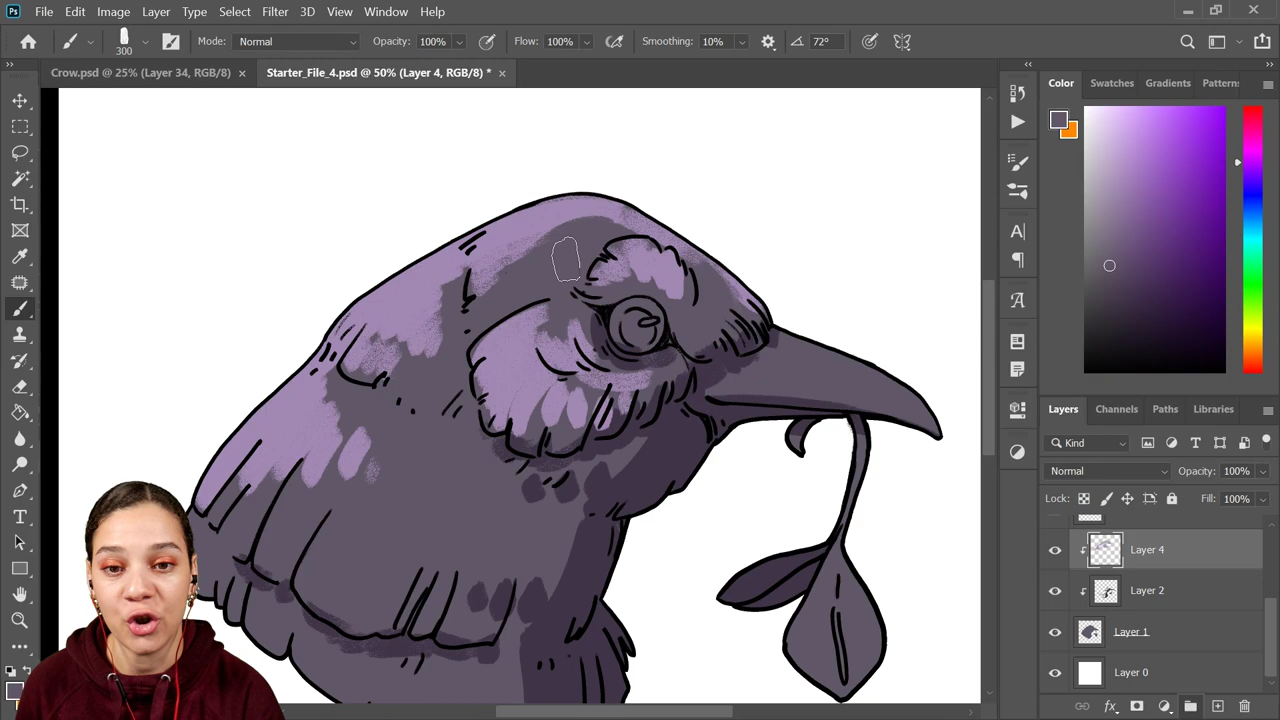 Ps File Edit Image Layer Type Select Filter 3D View Window Help
300 Mode: Normal Opacity: 100% Flow: 100% Smoothing: 10% 72°
Crow.psd @ 25% (Layer 34, RGB/8) × Starter_File_4.psd @ 50% (Layer 4, RGB/8) * ×
Color Swatches Gradients Patterns
Layers Channels Paths Libraries
Kind
Normal Opacity: 100%
Lock: Fill: 100%
Layer 4
Layer 2
Layer 1
Layer 0